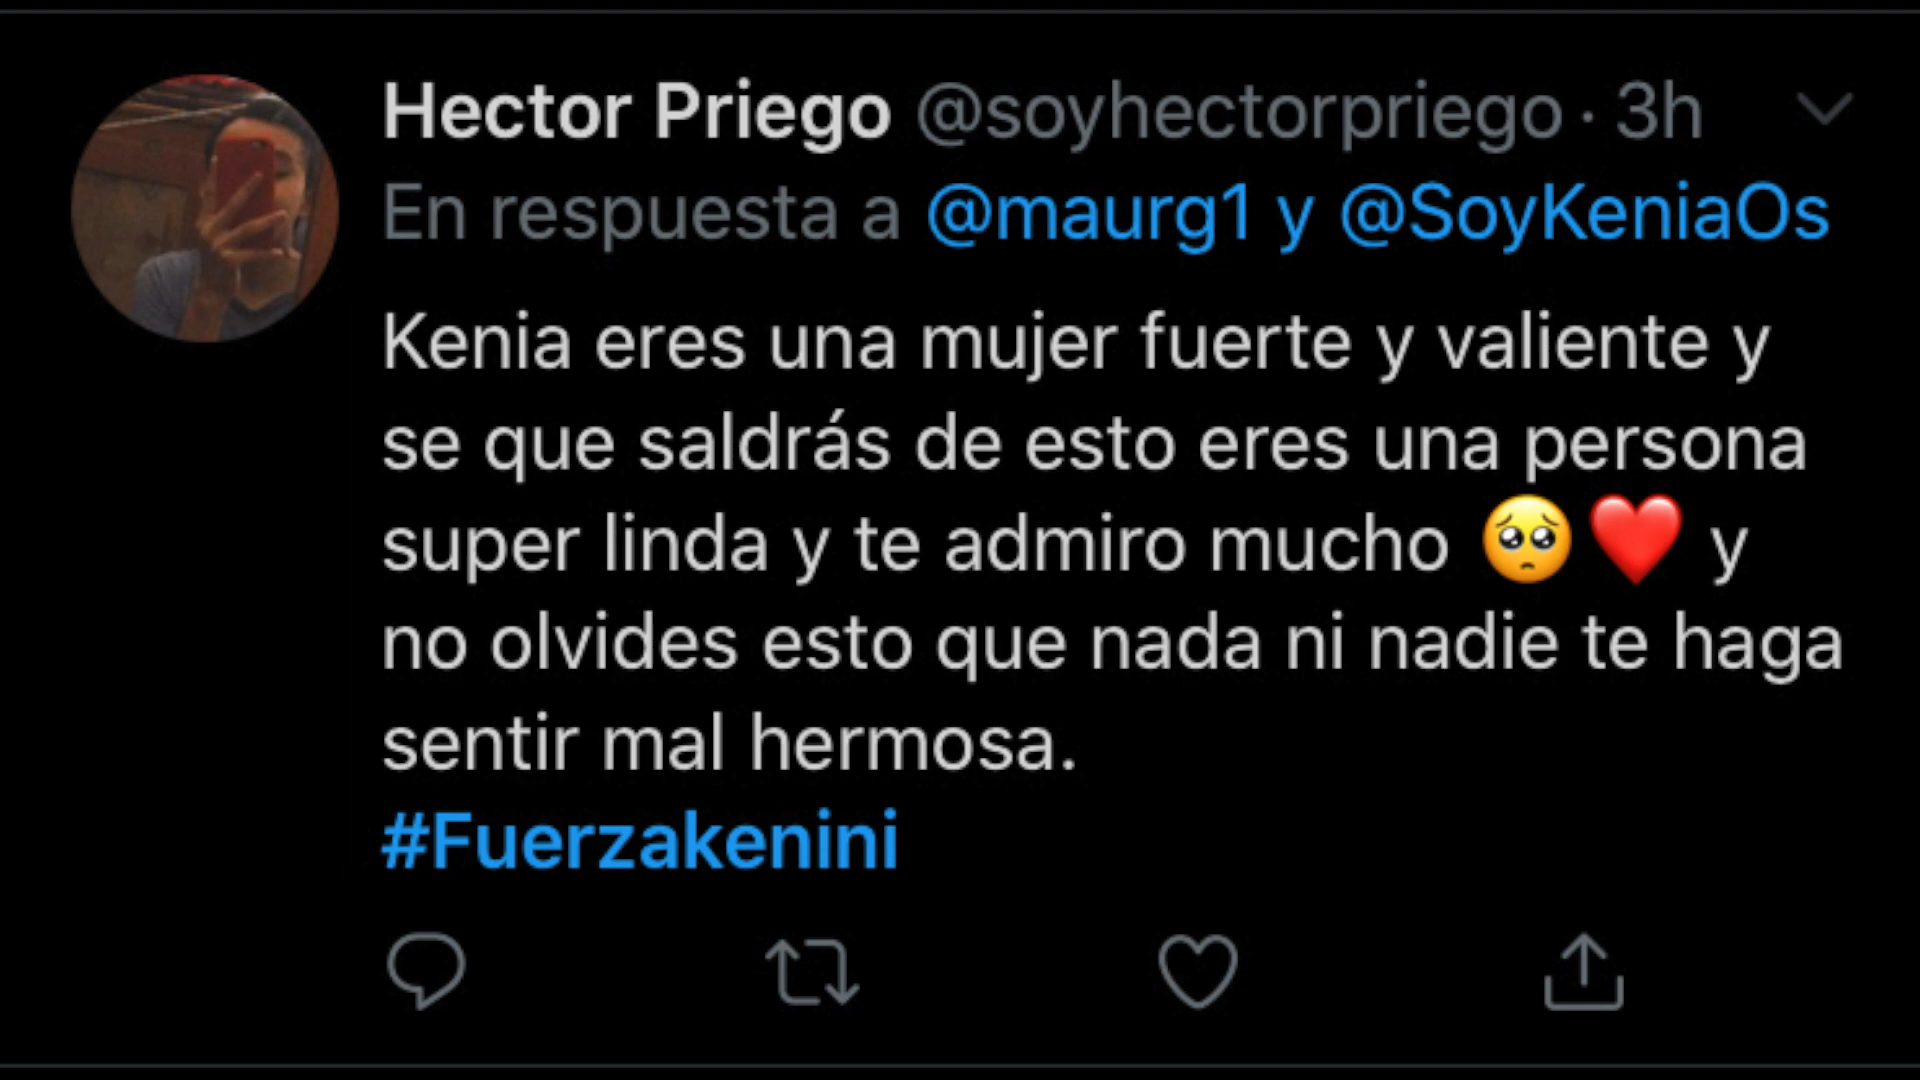 Hector Priego @soyhectorpriego · 3h
En respuesta a @maurg1 y @SoyKeniaOs
Kenia eres una mujer fuerte y valiente y
se que saldrás de esto eres una persona
super linda y te admiro mucho 🥺❤️ y
no olvides esto que nada ni nadie te haga
sentir mal hermosa.
#Fuerzakenini